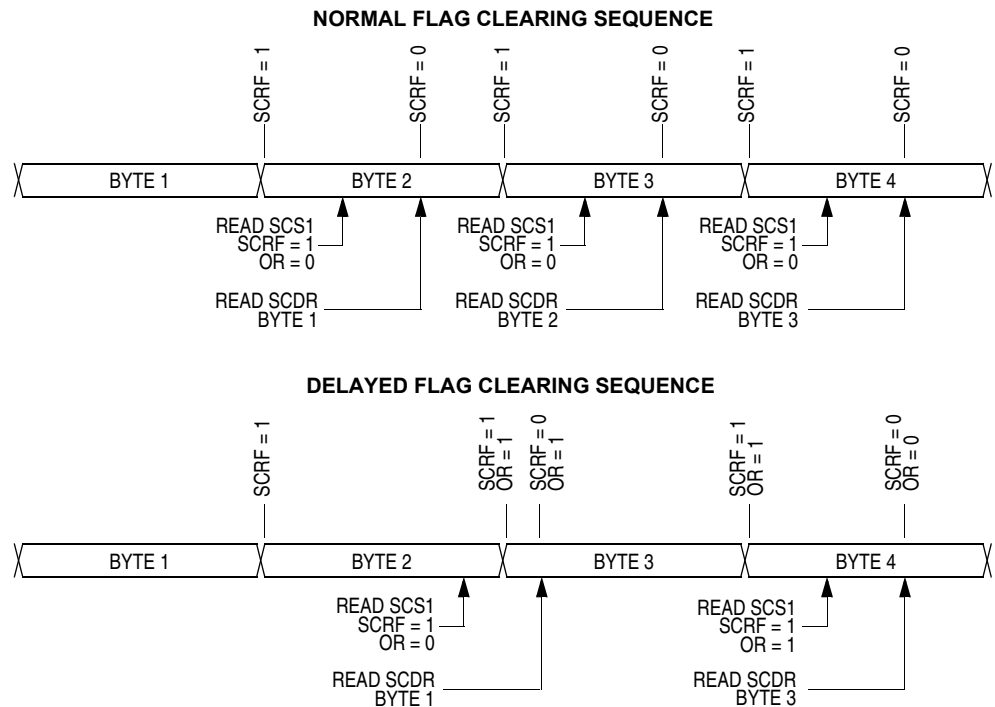 NORMAL FLAG CLEARING SEQUENCE
SCRF = 1
SCRF = 0
SCRF = 1
SCRF = 0
SCRF = 1
SCRF = 0
BYTE 1
BYTE 2
BYTE 3
BYTE 4
READ SCS1
SCRF = 1
OR = 0
READ SCS1
SCRF = 1
OR = 0
READ SCS1
SCRF = 1
OR = 0
READ SCDR
BYTE 1
READ SCDR
BYTE 2
READ SCDR
BYTE 3
DELAYED FLAG CLEARING SEQUENCE
SCRF = 1
SCRF = 1
OR = 1
SCRF = 0
OR = 1
SCRF = 1
OR = 1
SCRF = 0
OR = 0
BYTE 1
BYTE 2
BYTE 3
BYTE 4
READ SCS1
SCRF = 1
OR = 0
READ SCS1
SCRF = 1
OR = 1
READ SCDR
BYTE 1
READ SCDR
BYTE 3